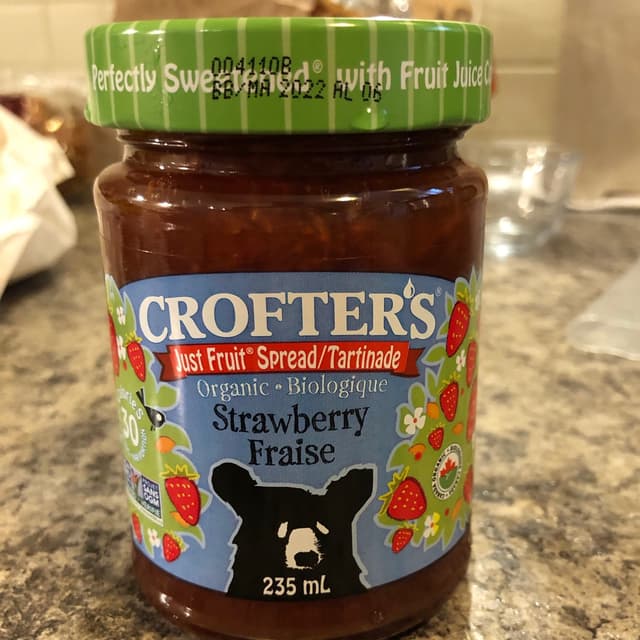 Perfectly Sweetened® with Fruit Juice
004110B
BB/MA 2022 AL 06
CROFTER'S®
Just Fruit® Spread/Tartinade
Organic • Biologique
Strawberry
Fraise
30
235 mL